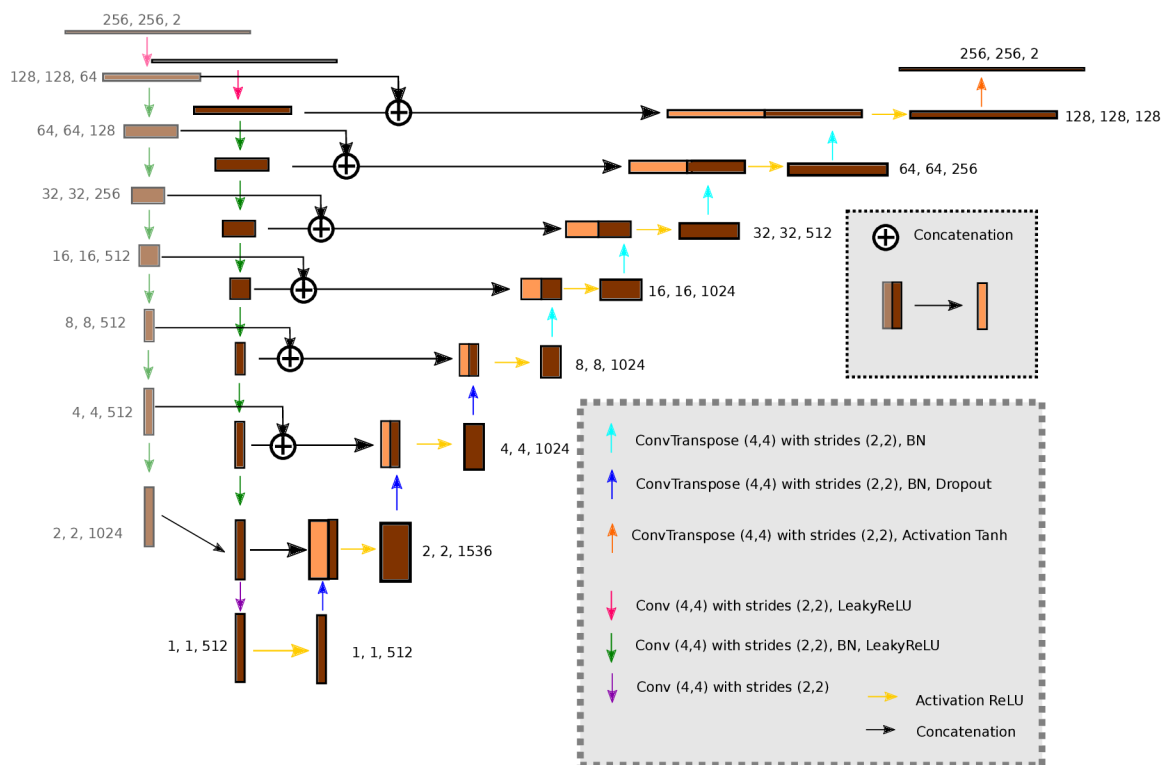 256, 256, 2
256, 256, 2
128, 128, 64
128, 128, 128
64, 64, 128
64, 64, 256
32, 32, 256
32, 32, 512
Concatenation
16, 16, 512
16, 16, 1024
8, 8, 512
8, 8, 1024
4, 4, 512
4, 4, 1024
2, 2, 1024
2, 2, 1536
1, 1, 512
1, 1, 512
ConvTranspose (4,4) with strides (2,2), BN
ConvTranspose (4,4) with strides (2,2), BN, Dropout
ConvTranspose (4,4) with strides (2,2), Activation Tanh
Conv (4,4) with strides (2,2), LeakyReLU
Conv (4,4) with strides (2,2), BN, LeakyReLU
Conv (4,4) with strides (2,2)
Activation ReLU
Concatenation